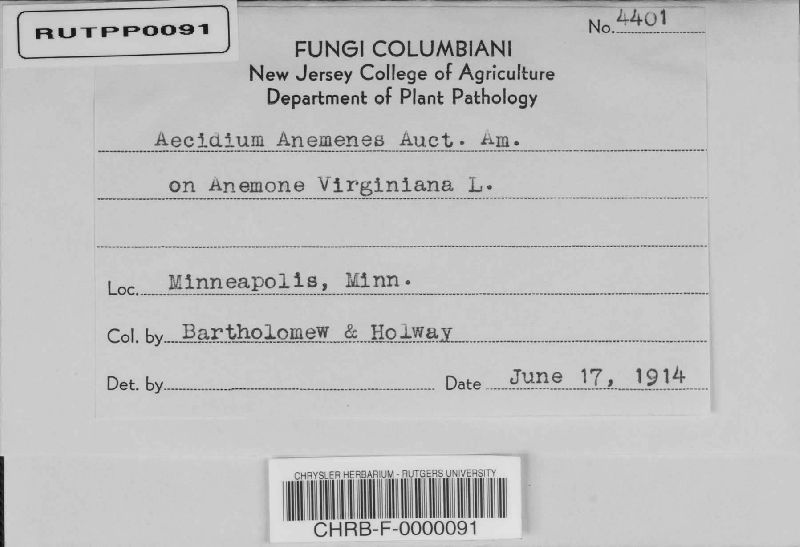 RUTPP0091
No. 4401
FUNGI COLUMBIANI
New Jersey College of Agriculture
Department of Plant Pathology
Aecidium Anemenes Auct. Am.
on Anemone Virginiana L.
Loc. Minneapolis, Minn.
Col. by Bartholomew & Holway
Det. by Date June 17, 1914
CHRYSLER HERBARIUM - RUTGERS UNIVERSITY
CHRB-F-0000091